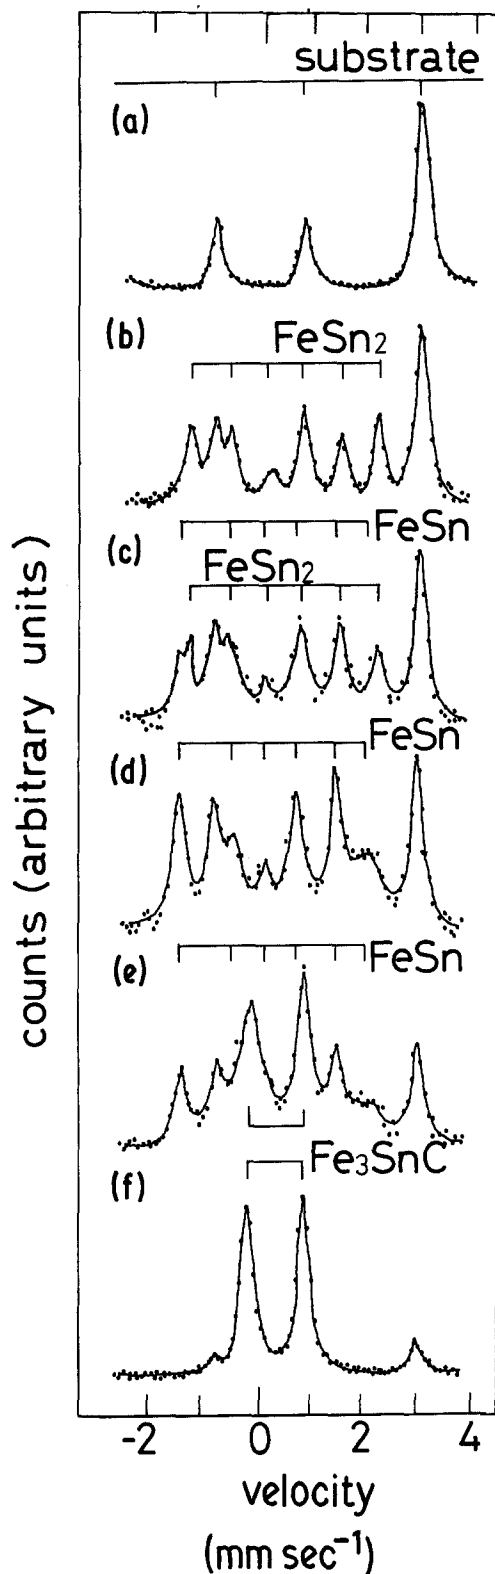 substrate
(a)
(b)
FeSn₂
(c)
FeSn
FeSn₂
(d)
FeSn
(e)
FeSn
(f)
Fe₃SnC
counts (arbitrary units)
-2 0 2 4
velocity
(mm sec⁻¹)